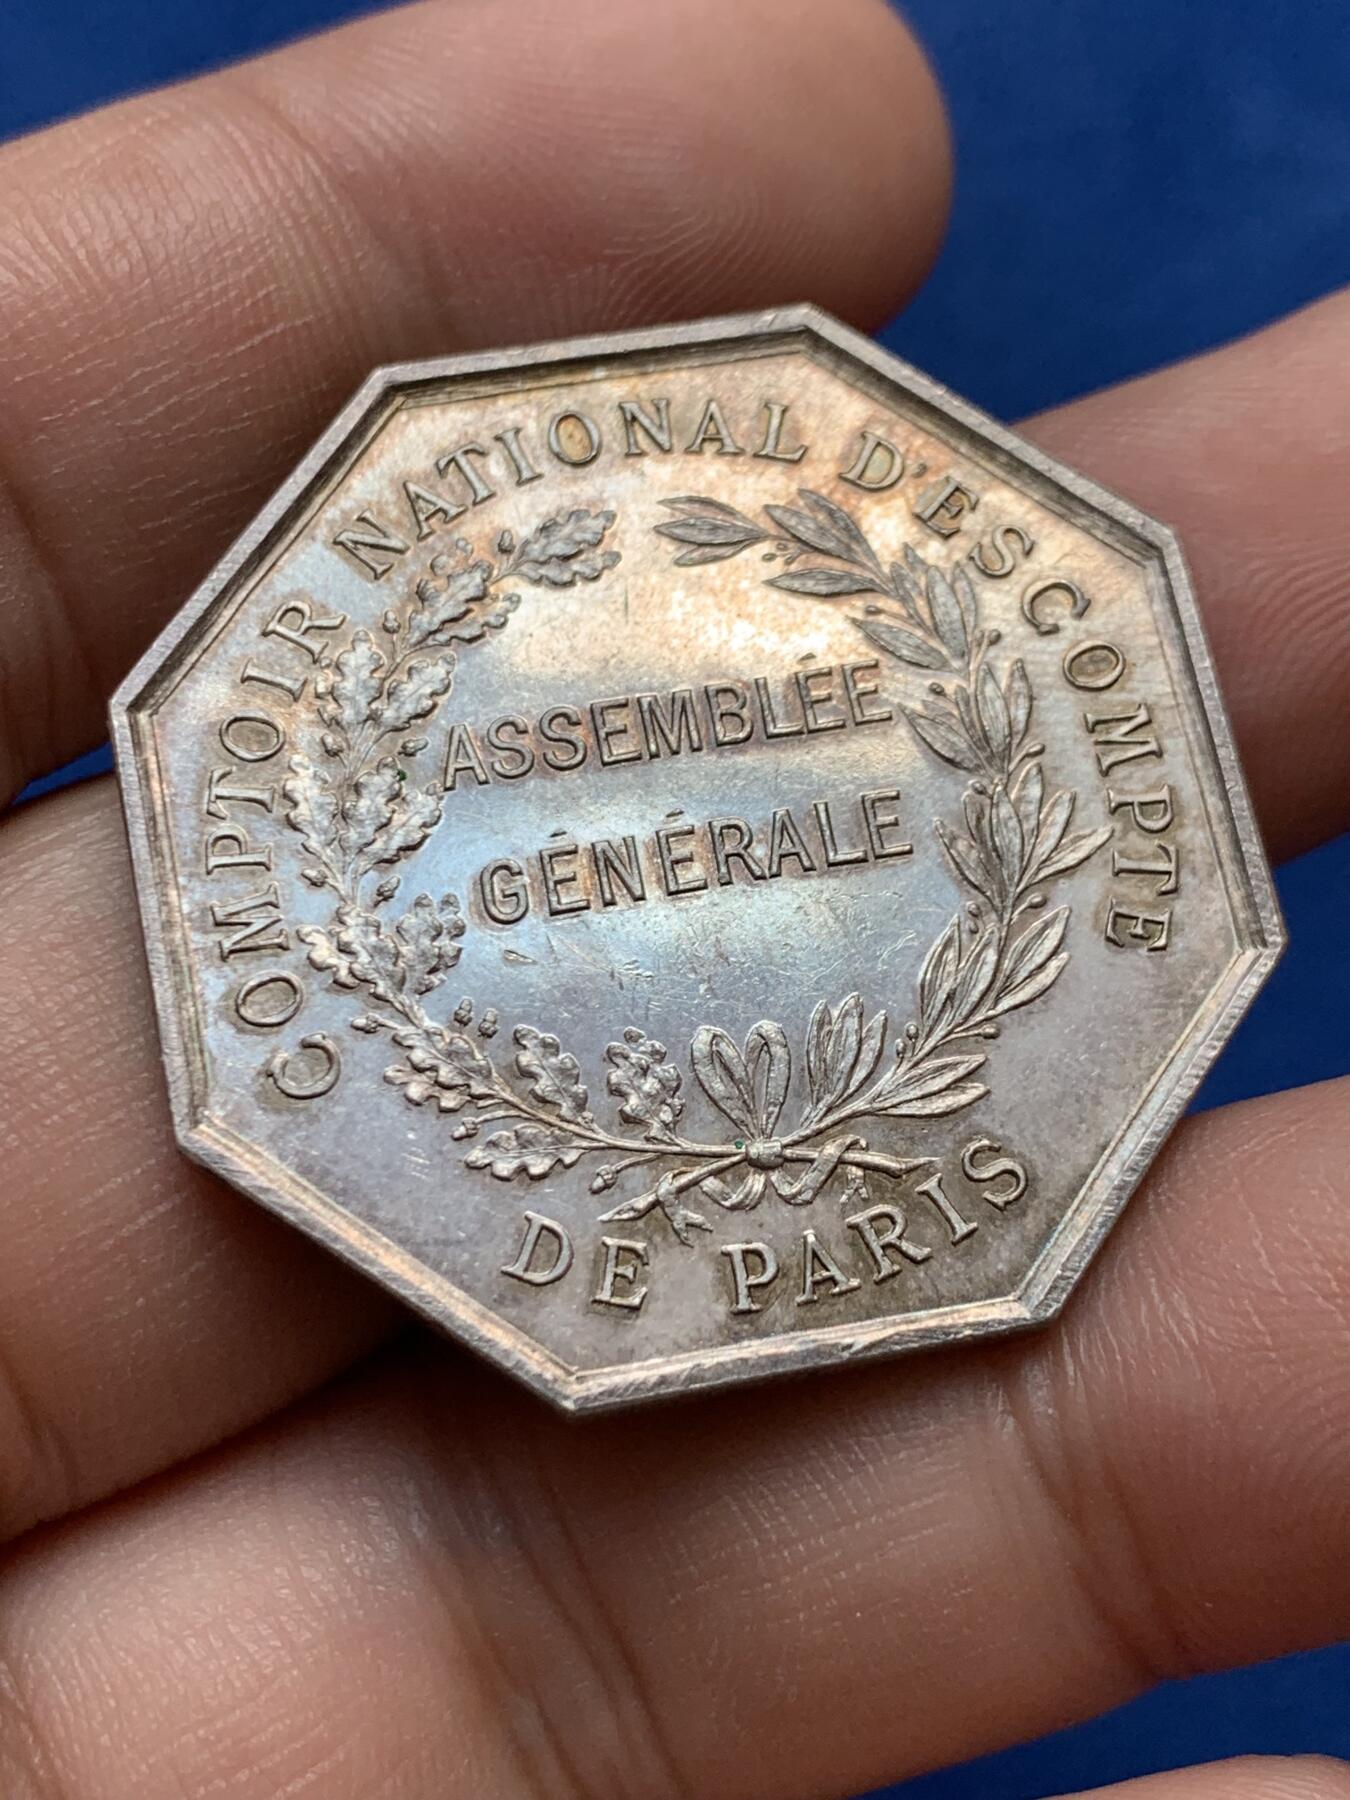 COMPTOIR NATIONAL D'ESCOMPTE
ASSEMBLÉE
GÉNÉRALE
DE PARIS